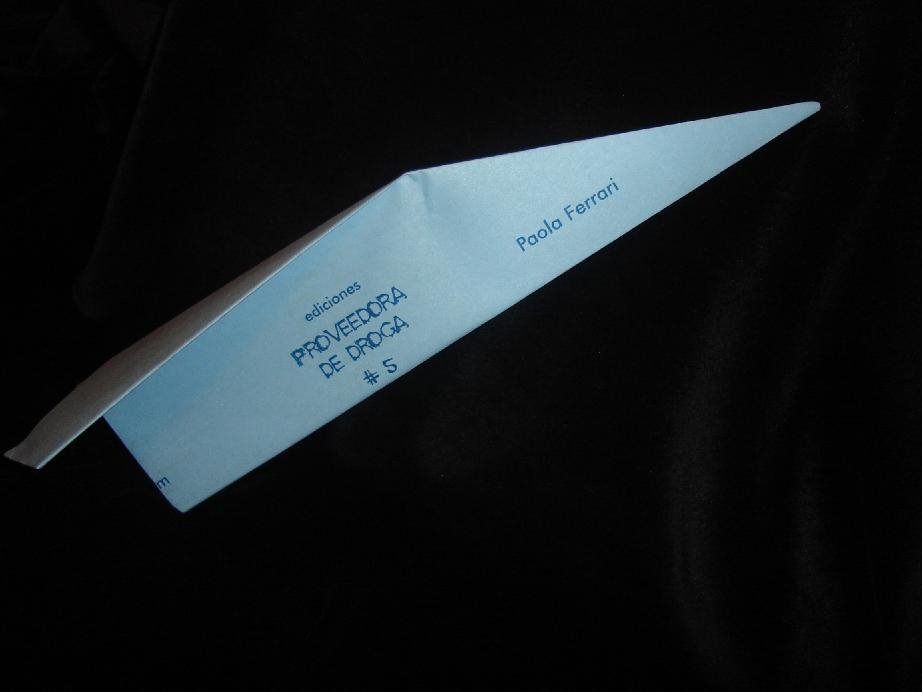 Paola Ferrari
ediciones
PROVEEDORA
DE DROGA
# 5
m